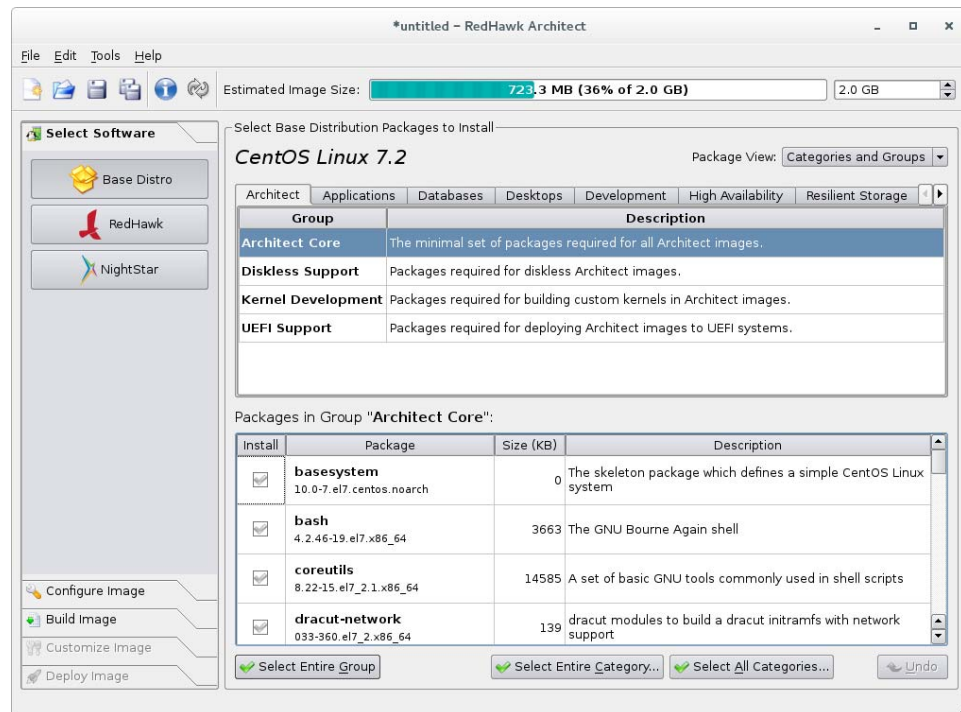 *untitled – RedHawk Architect
File Edit Tools Help
Estimated Image Size: 723.3 MB (36% of 2.0 GB) 2.0 GB
Select Software
Base Distro
RedHawk
NightStar
Configure Image
Build Image
Customize Image
Deploy Image
Select Base Distribution Packages to Install
CentOS Linux 7.2 Package View: Categories and Groups
Architect Applications Databases Desktops Development High Availability Resilient Storage
Group Description
Architect Core The minimal set of packages required for all Architect images.
Diskless Support Packages required for diskless Architect images.
Kernel Development Packages required for building custom kernels in Architect images.
UEFI Support Packages required for deploying Architect images to UEFI systems.
Packages in Group "Architect Core":
Install Package Size (KB) Description
basesystem
10.0-7.el7.centos.noarch
0 The skeleton package which defines a simple CentOS Linux
system
bash
4.2.46-19.el7.x86_64
3663 The GNU Bourne Again shell
coreutils
8.22-15.el7_2.1.x86_64
14585 A set of basic GNU tools commonly used in shell scripts
dracut-network
033-360.el7_2.x86_64
139 dracut modules to build a dracut initramfs with network
support
Select Entire Group Select Entire Category... Select All Categories... Undo